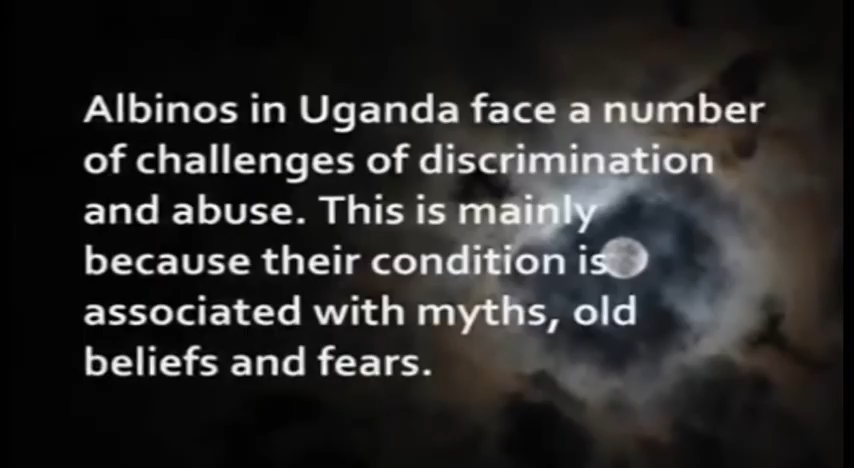 Albinos in Uganda face a number
of challenges of discrimination
and abuse. This is mainly
because their condition is
associated with myths, old
beliefs and fears.